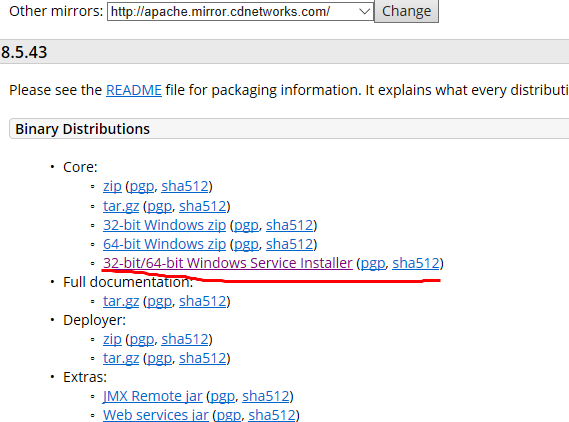 Other mirrors: http://apache.mirror.cdnetworks.com/ Change
8.5.43
Please see the README file for packaging information. It explains what every distributi
Binary Distributions
• Core:
◦ zip (pgp, sha512)
◦ tar.gz (pgp, sha512)
◦ 32-bit Windows zip (pgp, sha512)
◦ 64-bit Windows zip (pgp, sha512)
◦ 32-bit/64-bit Windows Service Installer (pgp, sha512)
• Full documentation:
◦ tar.gz (pgp, sha512)
• Deployer:
◦ zip (pgp, sha512)
◦ tar.gz (pgp, sha512)
• Extras:
◦ JMX Remote jar (pgp, sha512)
◦ Web services jar (pgp, sha512)